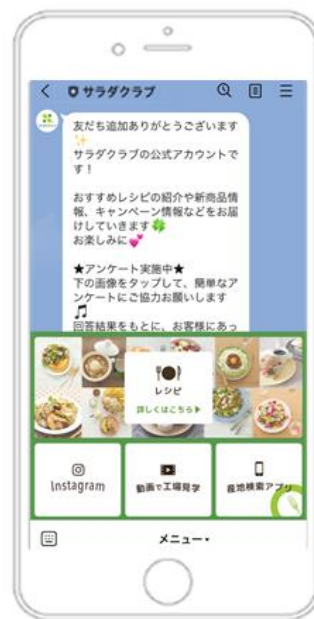 サラダクラブ
友だち追加ありがとうございます
✨
サラダクラブの公式アカウントで
す！
おすすめレシピの紹介や新商品情
報、キャンペーン情報などをお届
けしていきます🍀
お楽しみに💕
★アンケート実施中★
下の画像をタップして、簡単なア
ンケートにご協力お願いします
🎵
回答結果をもとに、お客様にあっ
レシピ
詳しくはこちら▶
Instagram
動画で工場見学
産地検索アプリ
メニュー▾